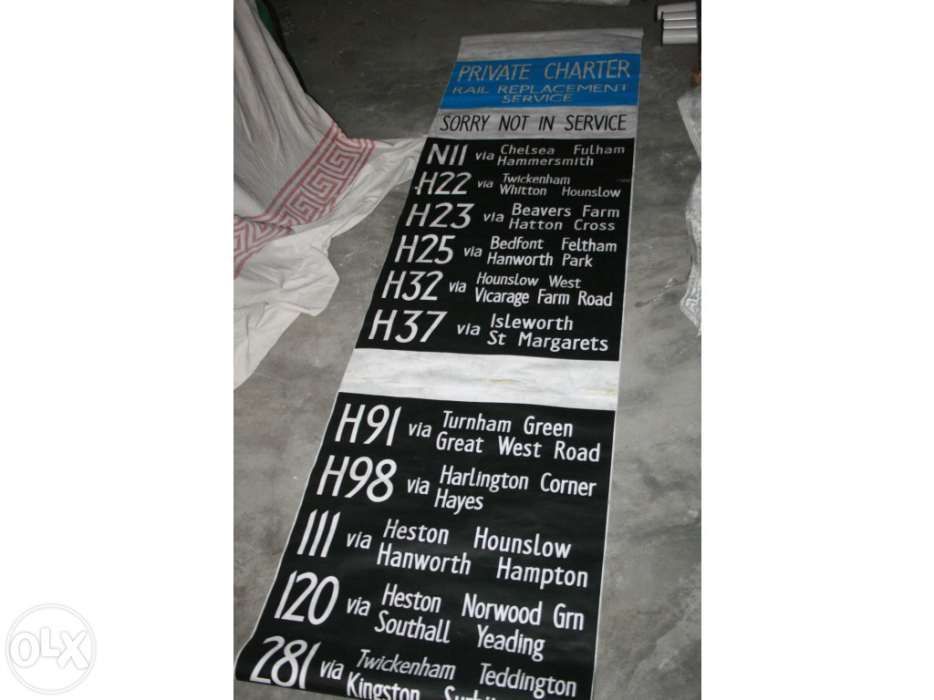 PRIVATE CHARTER
RAIL REPLACEMENT
SERVICE
SORRY NOT IN SERVICE
N11 via Chelsea Fulham
Hammersmith
H22 via Twickenham
Whitton Hounslow
H23 via Beavers Farm
Hatton Cross
H25 via Bedfont Feltham
Hanworth Park
H32 via Hounslow West
Vicarage Farm Road
H37 via Isleworth
St Margarets
H91 via Turnham Green
Great West Road
H98 via Harlington Corner
Hayes
111 via Heston Hounslow
Hanworth Hampton
120 via Heston Norwood Grn
Southall Yeading
281 via Twickenham Teddington
Kingston
OLX